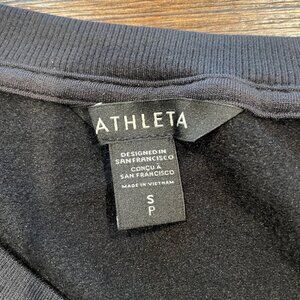 ATHLETA
DESIGNED IN
SAN FRANCISCO
CONÇU À
SAN FRANCISCO
MADE IN VIETNAM
S
P